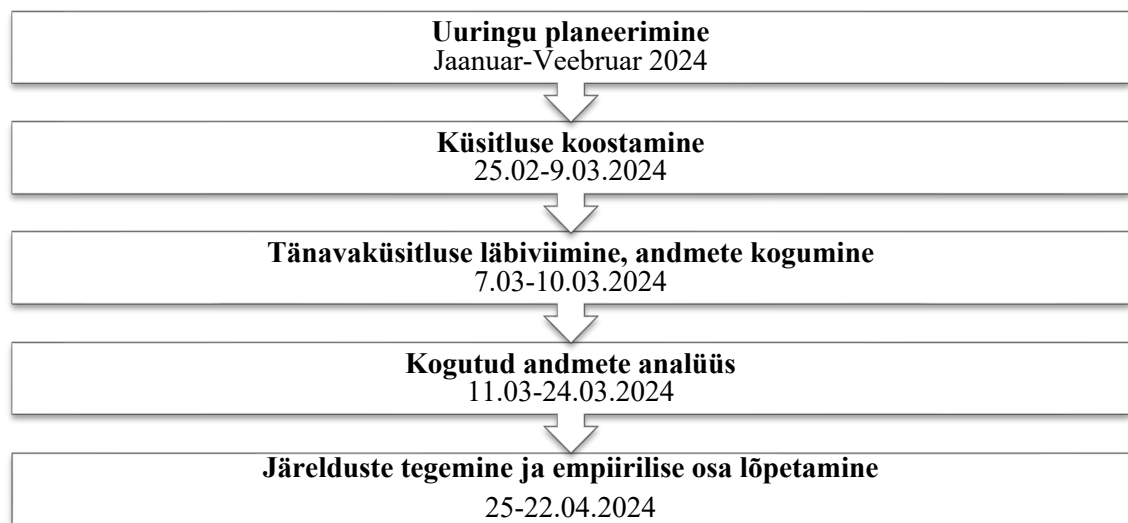 Uuringu planeerimine
Jaanuar-Veebruar 2024
Küsitluse koostamine
25.02-9.03.2024
Tänavaküsitluse läbiviimine, andmete kogumine
7.03-10.03.2024
Kogutud andmete analüüs
11.03-24.03.2024
Järelduste tegemine ja empiirilise osa lõpetamine
25-22.04.2024